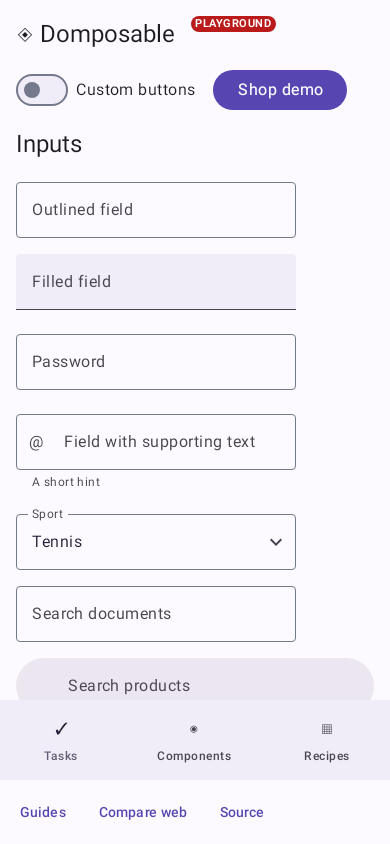 Domposable
PLAYGROUND
Custom buttons
Shop demo
Inputs
Outlined field
Filled field
Password
@ Field with supporting text
A short hint
Sport
Tennis
Search documents
Search products
Tasks
Components
Recipes
Guides
Compare web
Source